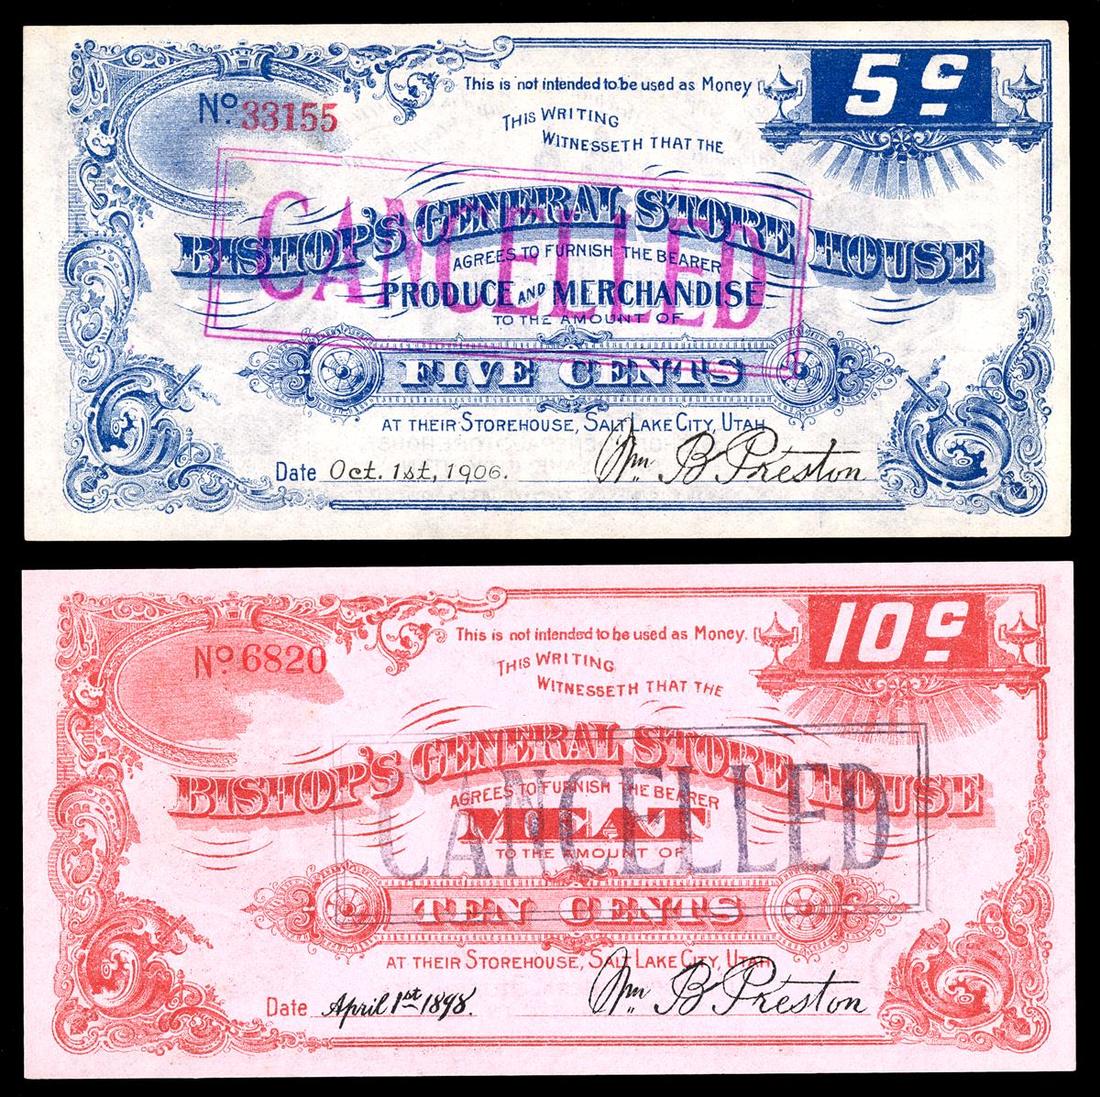 This is not intended to be used as Money
5c
No. 33155
THIS WRITING
WITNESSETH THAT THE
BISHOP'S GENERAL STORE HOUSE
AGREES TO FURNISH THE BEARER
PRODUCE AND MERCHANDISE
TO THE AMOUNT OF
FIVE CENTS
AT THEIR STOREHOUSE, SALT LAKE CITY, UTAH
Date Oct. 1st, 1906.
Wm. B Preston
CANCELLED
This is not intended to be used as Money.
10c
No 6820
THIS WRITING
WITNESSETH THAT THE
BISHOP'S GENERAL STORE HOUSE
AGREES TO FURNISH THE BEARER
MEAT
TO THE AMOUNT OF
TEN CENTS
AT THEIR STOREHOUSE, SALT LAKE CITY, UTAH
Date April 1st 1898.
Wm. B Preston
CANCELLED